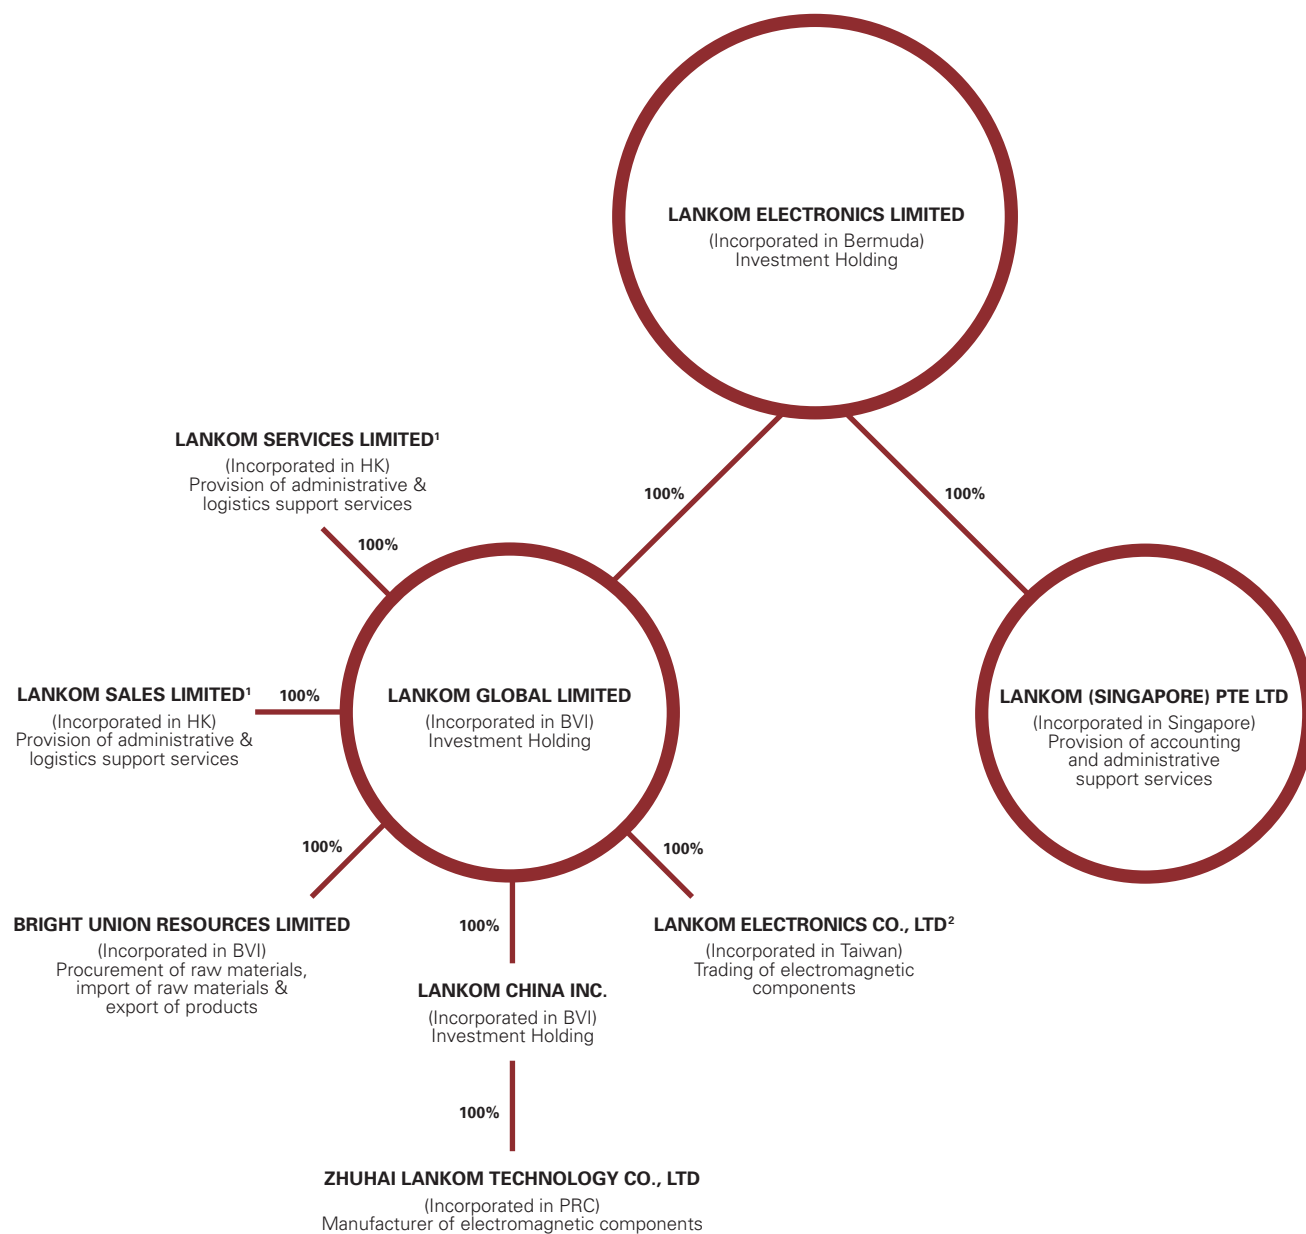 LANKOM ELECTRONICS LIMITED
(Incorporated in Bermuda)
Investment Holding
100%
100%
LANKOM SERVICES LIMITED¹
(Incorporated in HK)
Provision of administrative &
logistics support services
100%
LANKOM SALES LIMITED¹
(Incorporated in HK)
Provision of administrative &
logistics support services
100%
LANKOM GLOBAL LIMITED
(Incorporated in BVI)
Investment Holding
LANKOM (SINGAPORE) PTE LTD
(Incorporated in Singapore)
Provision of accounting
and administrative
support services
100%
BRIGHT UNION RESOURCES LIMITED
(Incorporated in BVI)
Procurement of raw materials,
import of raw materials &
export of products
100%
LANKOM CHINA INC.
(Incorporated in BVI)
Investment Holding
100%
LANKOM ELECTRONICS CO., LTD²
(Incorporated in Taiwan)
Trading of electromagnetic
components
100%
ZHUHAI LANKOM TECHNOLOGY CO., LTD
(Incorporated in PRC)
Manufacturer of electromagnetic components